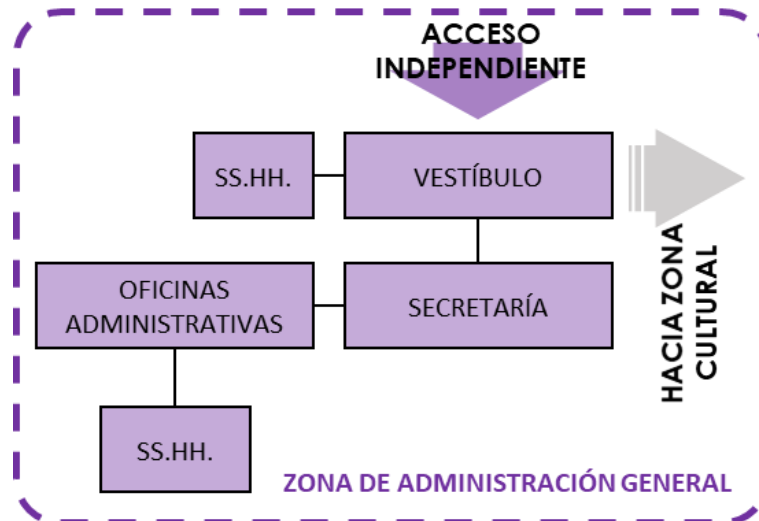 ACCESO
INDEPENDIENTE
SS.HH.
VESTÍBULO
OFICINAS
ADMINISTRATIVAS
SECRETARÍA
HACIA ZONA
CULTURAL
SS.HH.
ZONA DE ADMINISTRACIÓN GENERAL